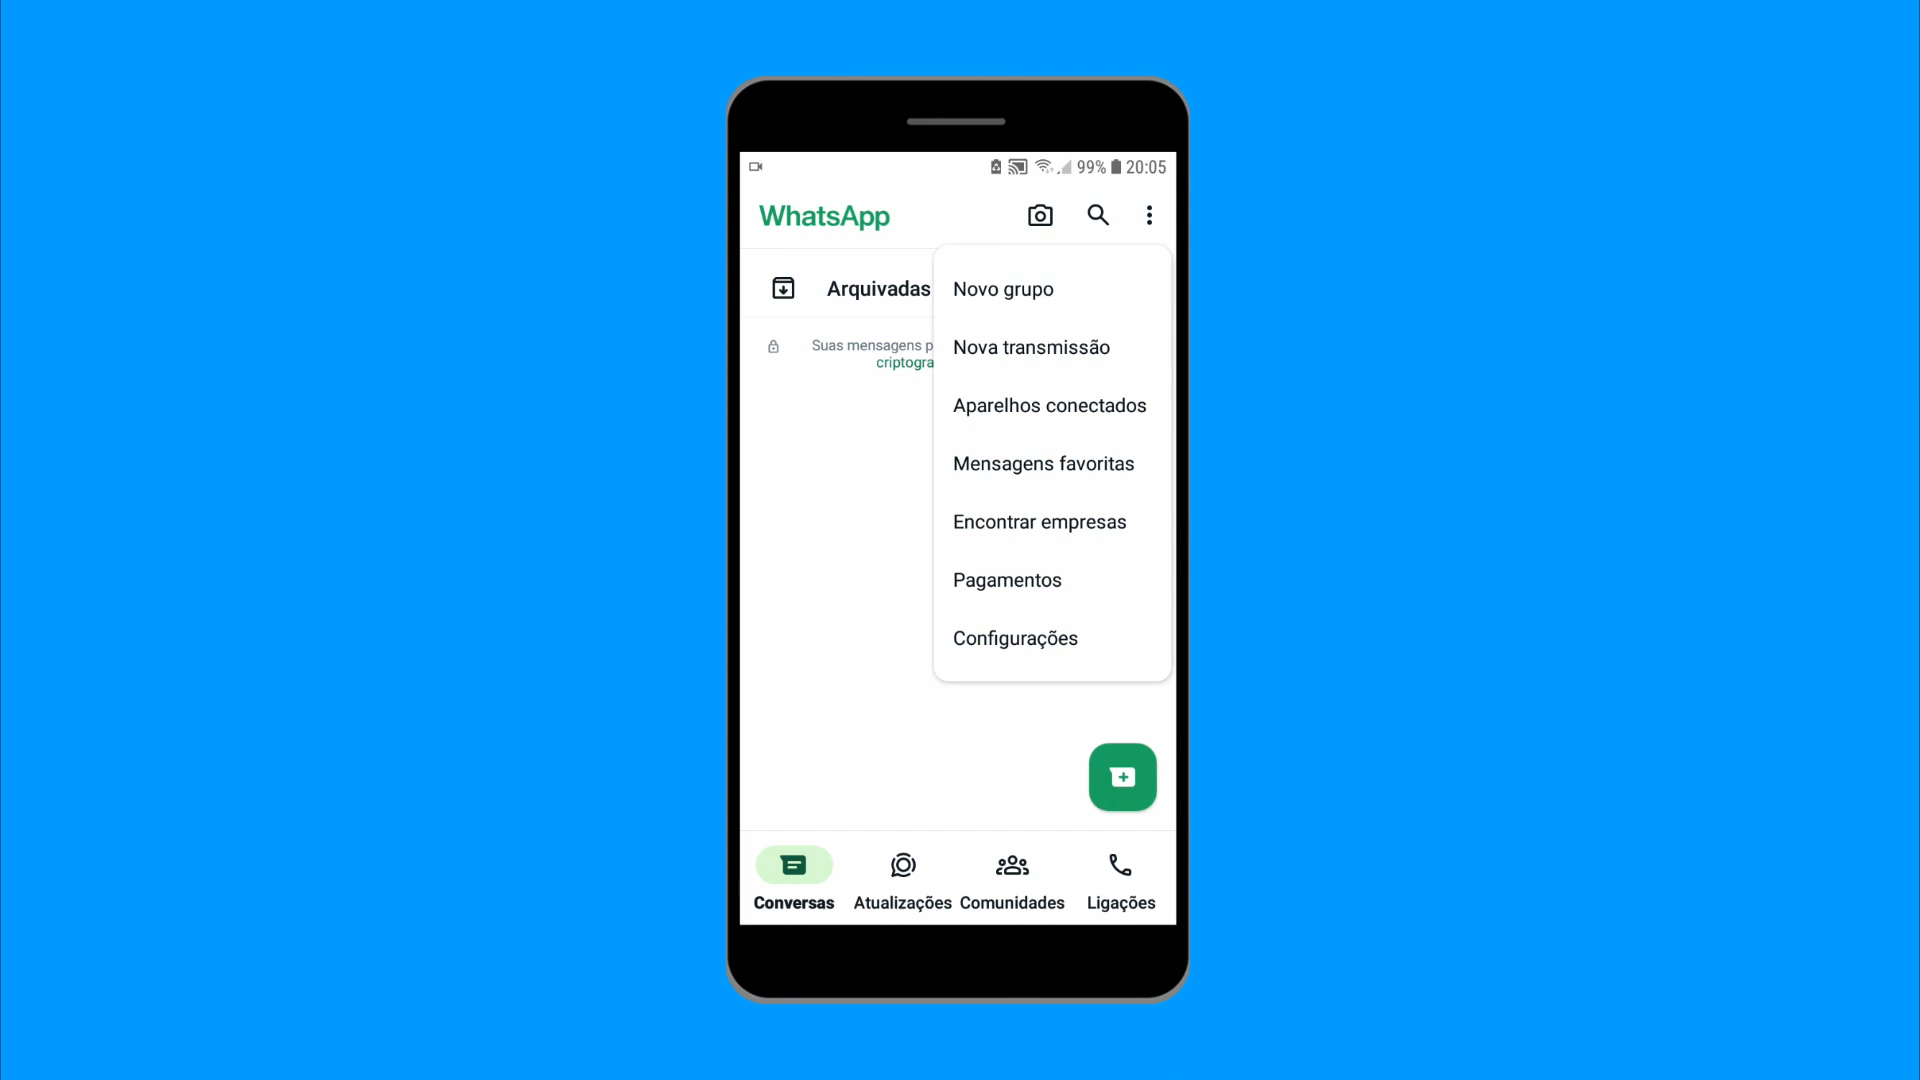 99% 20:05
WhatsApp
Arquivadas
Suas mensagens p
criptogra
Novo grupo
Nova transmissão
Aparelhos conectados
Mensagens favoritas
Encontrar empresas
Pagamentos
Configurações
Conversas Atualizações Comunidades Ligações